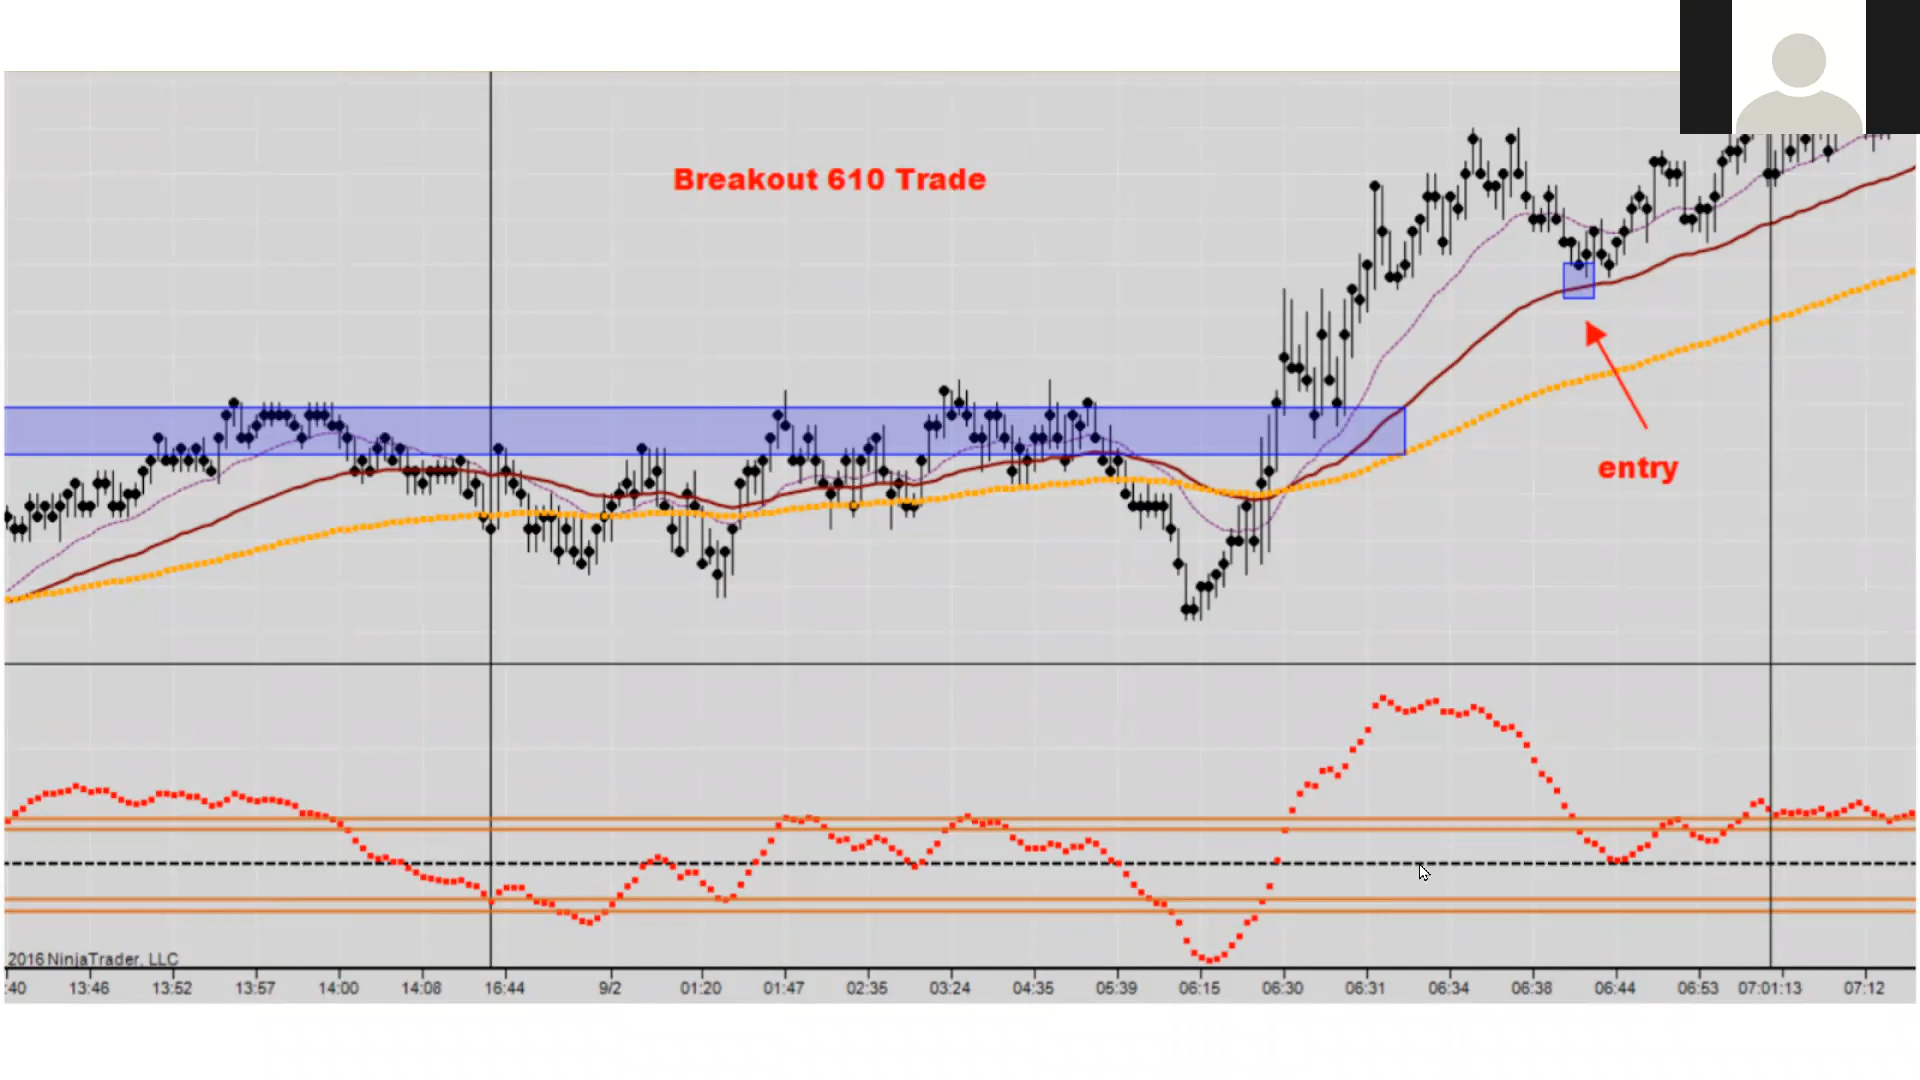 Breakout 610 Trade
entry
2016 NinjaTrader, LLC
:40 13:46 13:52 13:57 14:00 14:08 16:44 9/2 01:20 01:47 02:35 03:24 04:35 05:39 06:15 06:30 06:31 06:34 06:38 06:44 06:53 07:01:13 07:12